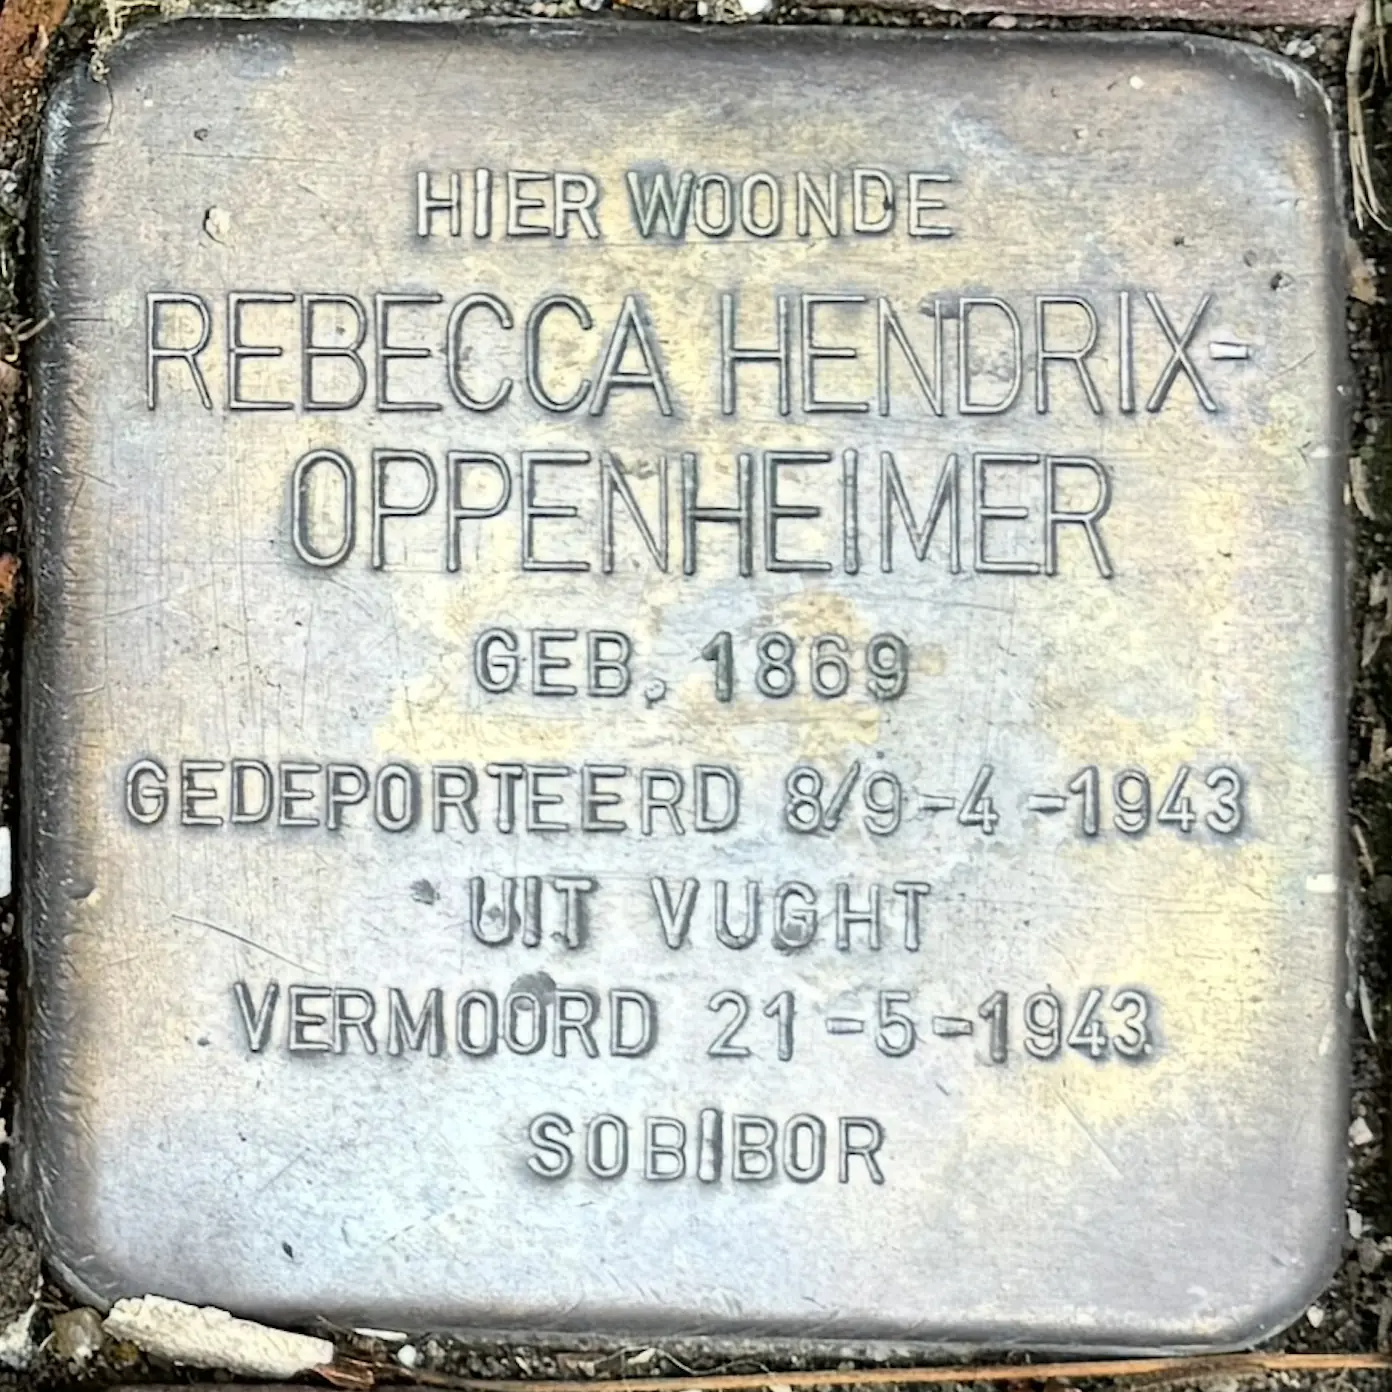 HIER WOONDE
REBECCA HENDRIX-
OPPENHEIMER
GEB. 1869
GEDEPORTEERD 8/9-4-1943
UIT VUGHT
VERMOORD 21-5-1943
SOBIBOR